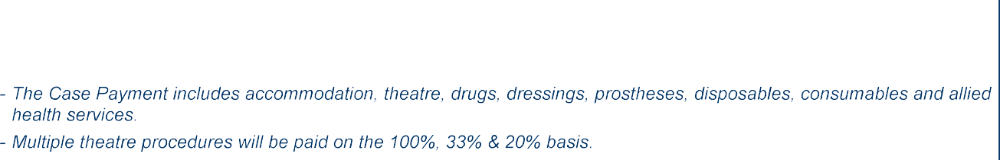 - The Case Payment includes accommodation, theatre, drugs, dressings, prostheses, disposables, consumables and allied
health services.
- Multiple theatre procedures will be paid on the 100%, 33% & 20% basis.